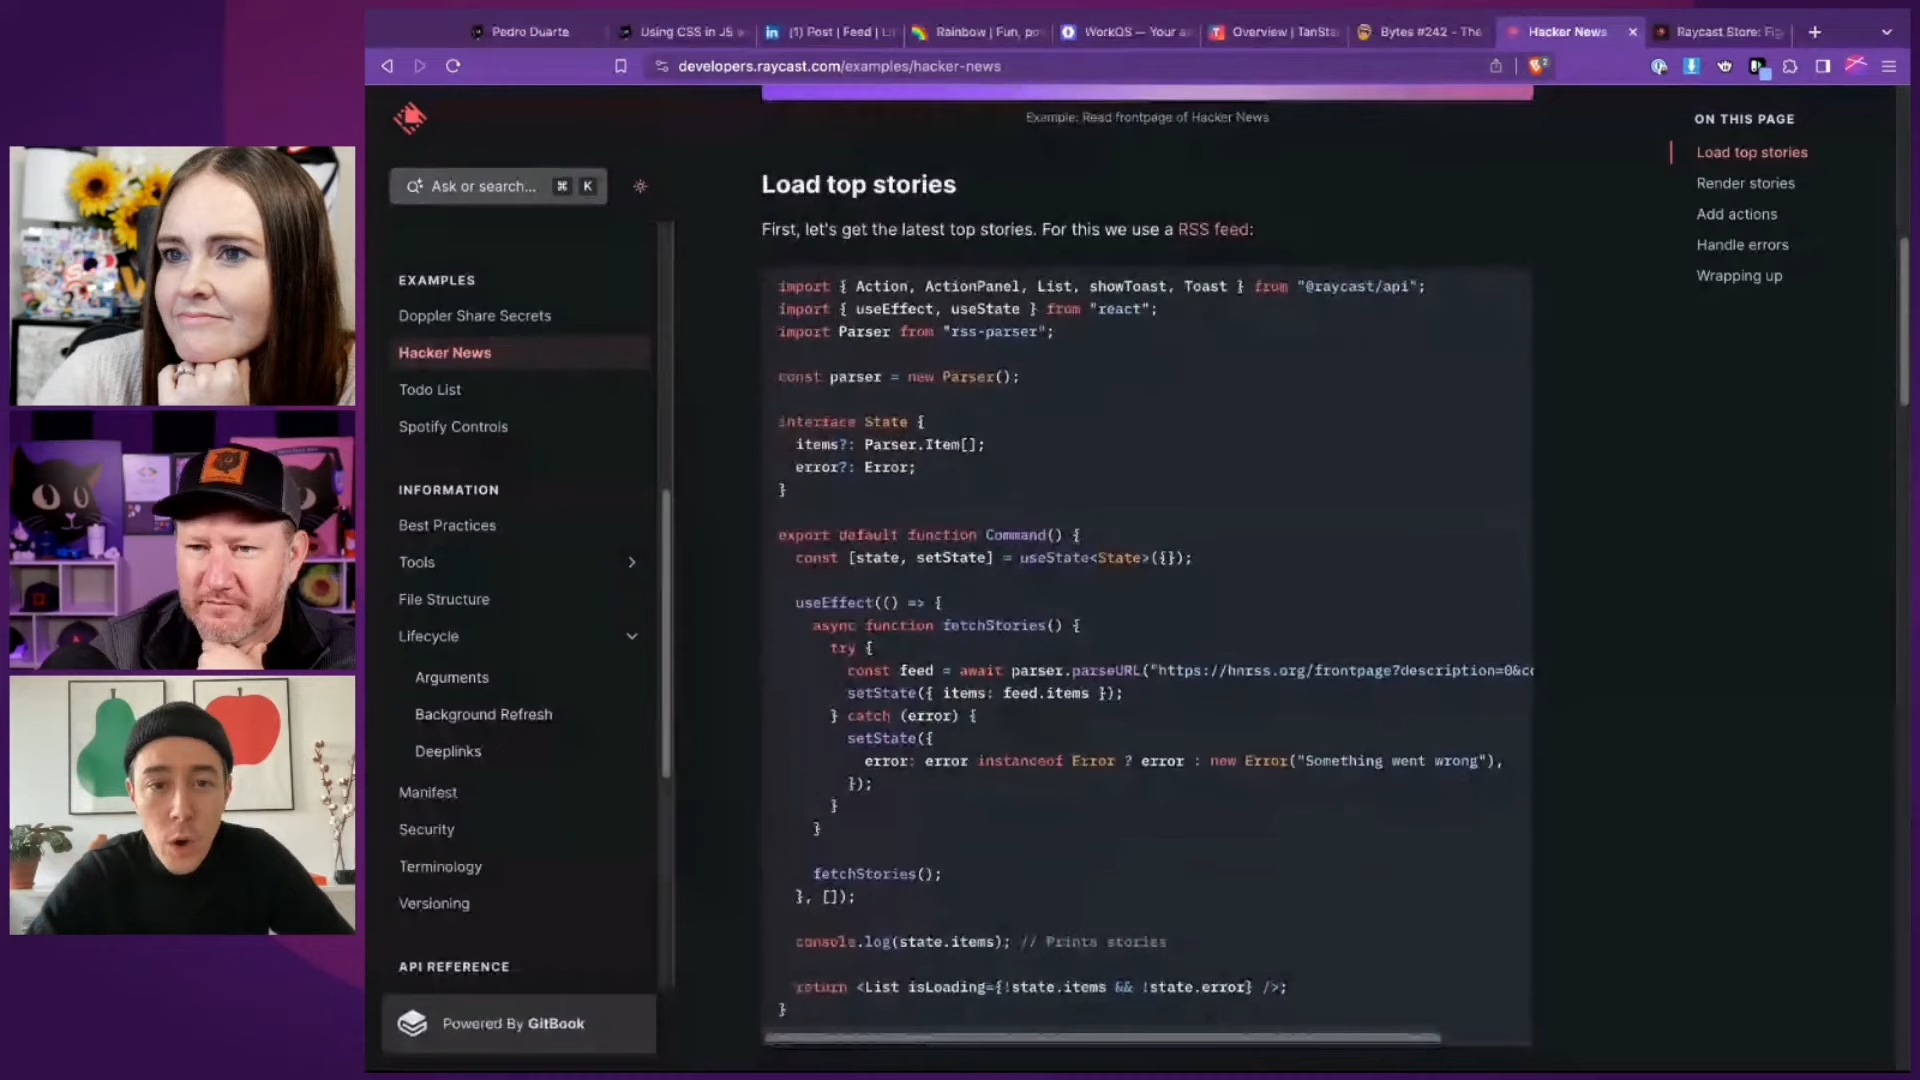 Pedro Duarte
Using CSS in JS
(1) Post | Feed | Li
Rainbow | Fun, po
WorkOS — Your a
Overview | TanSta
Bytes #242 - The
Hacker News
Raycast Store: Fig
developers.raycast.com/examples/hacker-news
Example: Read frontpage of Hacker News
Ask or search... ⌘ K
EXAMPLES
Doppler Share Secrets
Hacker News
Todo List
Spotify Controls
INFORMATION
Best Practices
Tools
File Structure
Lifecycle
Arguments
Background Refresh
Deeplinks
Manifest
Security
Terminology
Versioning
API REFERENCE
Powered By GitBook
Load top stories
First, let's get the latest top stories. For this we use a RSS feed:
import { Action, ActionPanel, List, showToast, Toast } from "@raycast/api";
import { useEffect, useState } from "react";
import Parser from "rss-parser";
const parser = new Parser();
interface State {
items?: Parser.Item[];
error?: Error;
}
export default function Command() {
const [state, setState] = useState<State>({});
useEffect(() => {
async function fetchStories() {
try {
const feed = await parser.parseURL("https://hnrss.org/frontpage?description=0&co
setState({ items: feed.items });
} catch (error) {
setState({
error: error instanceof Error ? error : new Error("Something went wrong"),
});
}
}
fetchStories();
}, []);
console.log(state.items); // Prints stories
return <List isLoading={!state.items && !state.error} />;
}
ON THIS PAGE
Load top stories
Render stories
Add actions
Handle errors
Wrapping up